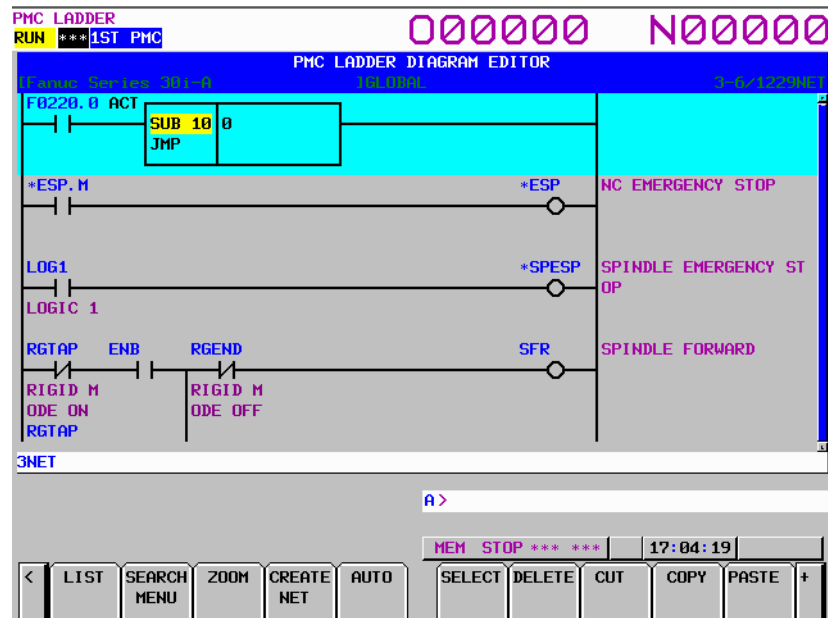 PMC LADDER
RUN ***1ST PMC
O00000 N00000
PMC LADDER DIAGRAM EDITOR
[Fanuc Series 30i-A ]GLOBAL 3-6/1229NET
F0220.0 ACT
SUB 10 0
JMP
*ESP.M *ESP NC EMERGENCY STOP
LOG1 *SPESP SPINDLE EMERGENCY ST
OP
LOGIC 1
RGTAP ENB RGEND SFR SPINDLE FORWARD
RIGID M RIGID M
ODE ON ODE OFF
RGTAP
3NET
A>
MEM STOP *** *** 17:04:19
< LIST SEARCH MENU ZOOM CREATE NET AUTO SELECT DELETE CUT COPY PASTE +